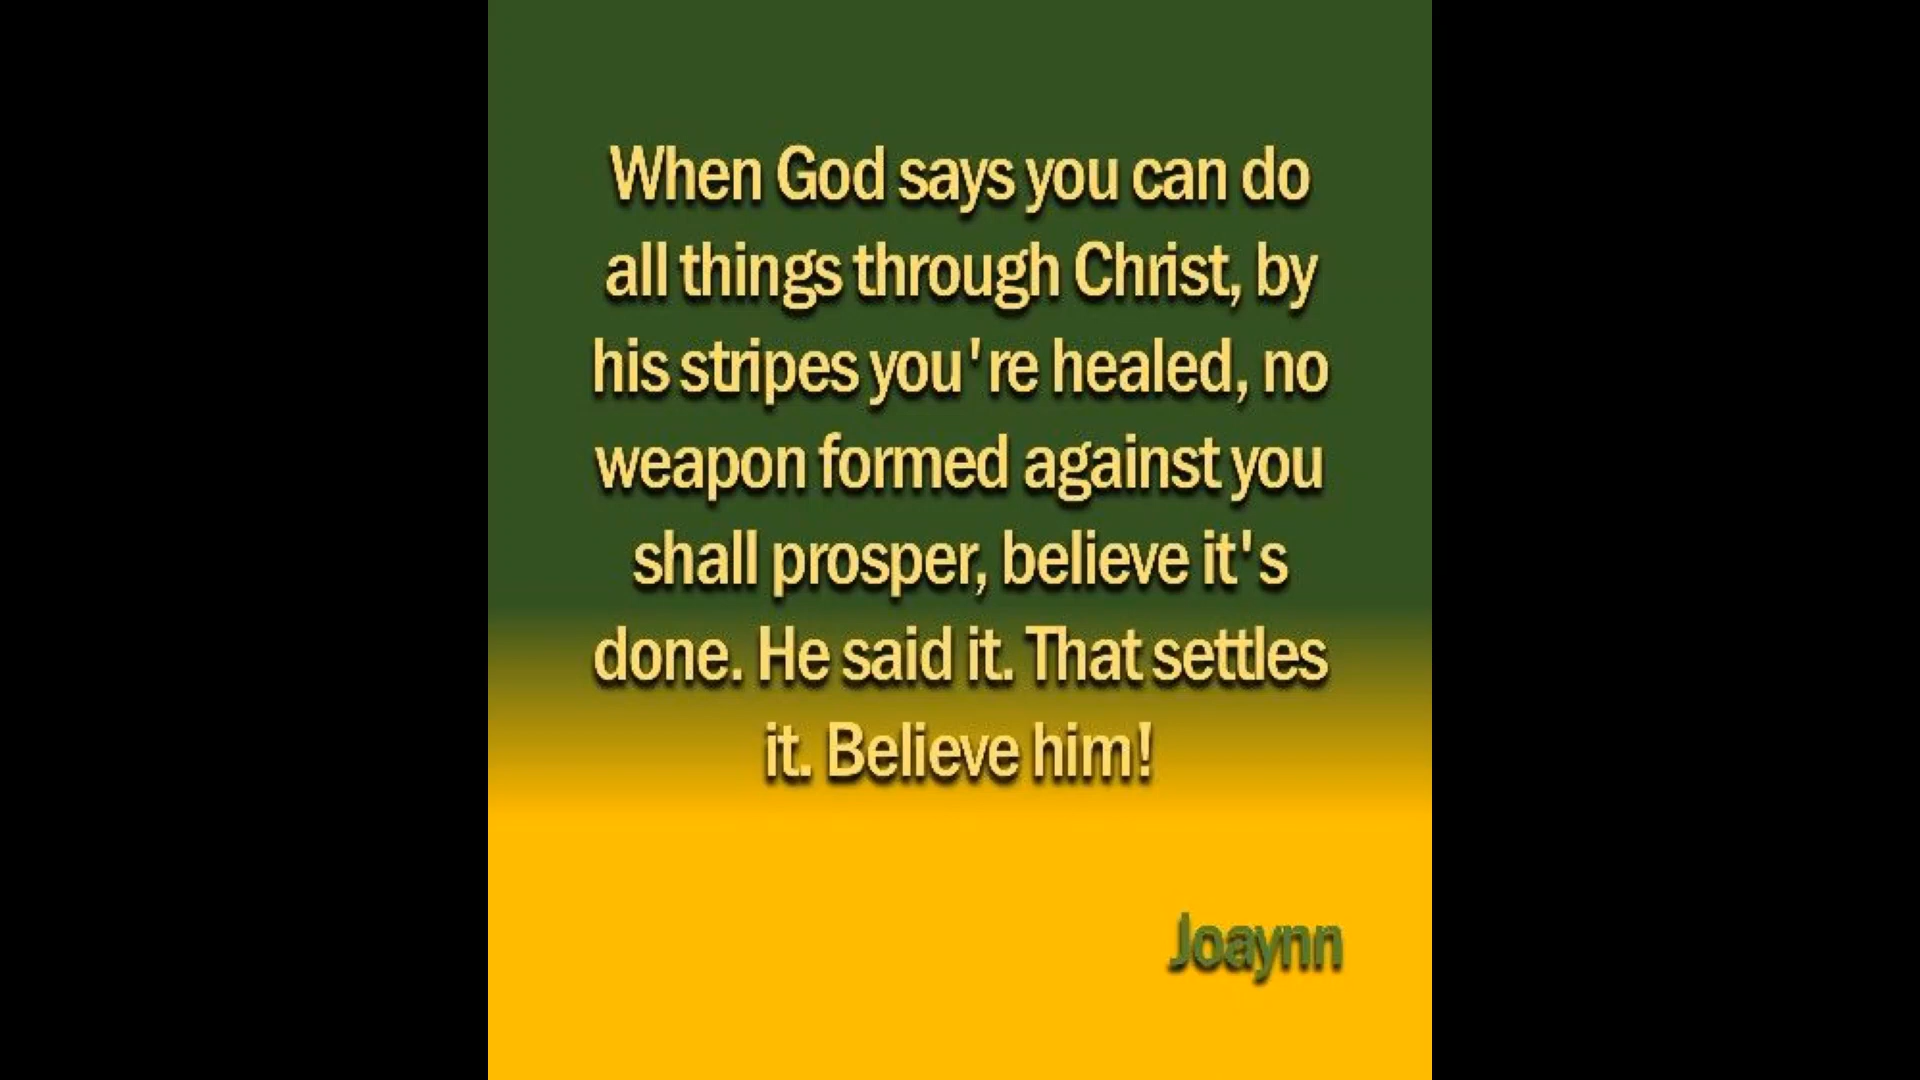 When God says you can do
all things through Christ, by
his stripes you're healed, no
weapon formed against you
shall prosper, believe it's
done. He said it. That settles
it. Believe him!
Joaynn